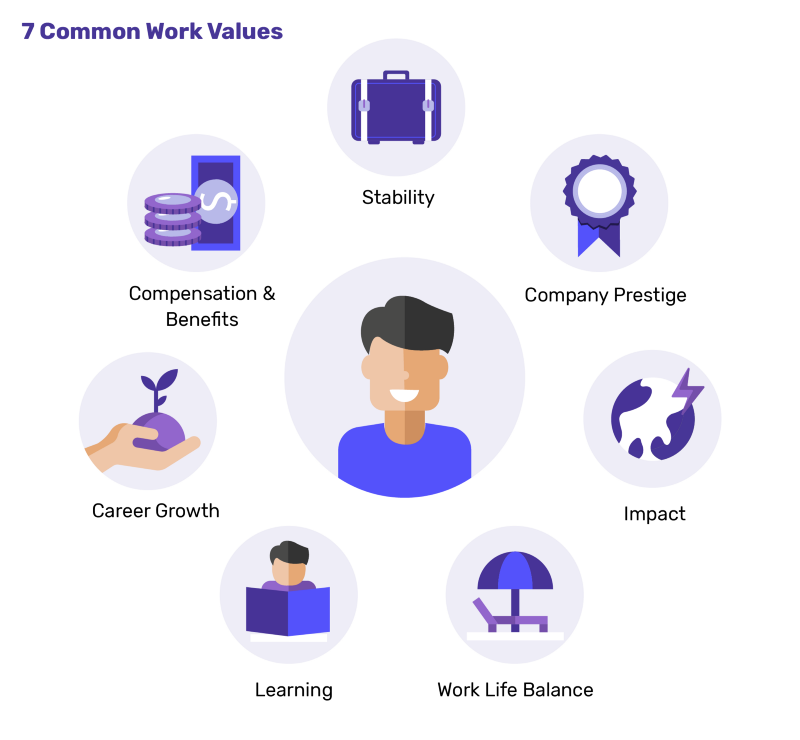 7 Common Work Values
Stability
Compensation &
Benefits
Company Prestige
Career Growth
Impact
Learning
Work Life Balance